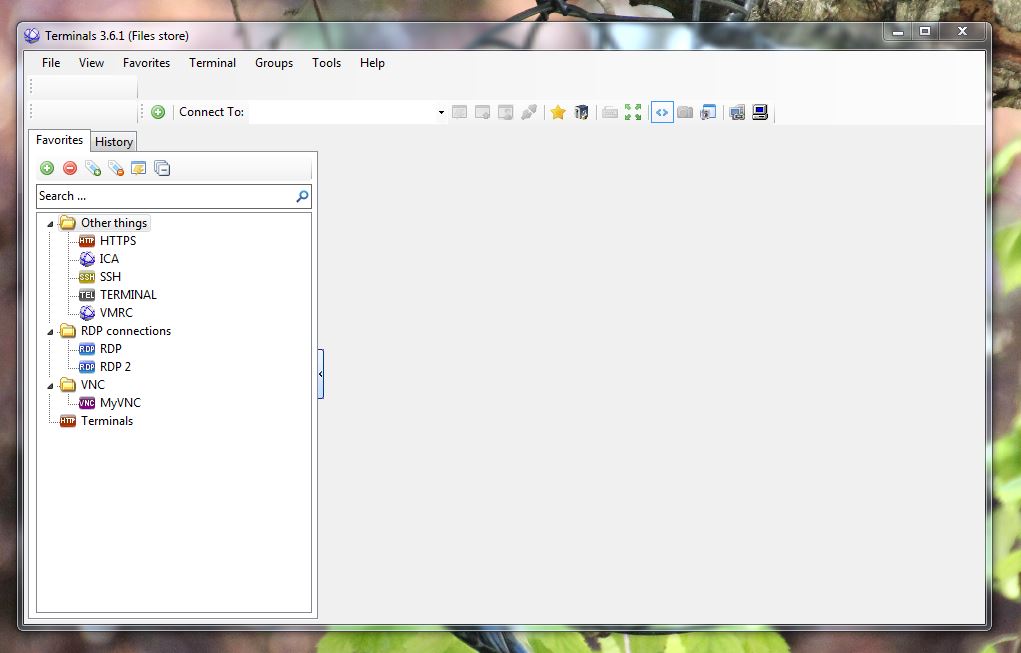 Terminals 3.6.1 (Files store)
File View Favorites Terminal Groups Tools Help
Connect To:
Favorites History
Search ...
Other things
HTTP HTTPS
ICA
SSH SSH
TEL TERMINAL
VMRC
RDP connections
RDP RDP
RDP RDP 2
VNC
VNC MyVNC
HTTP Terminals